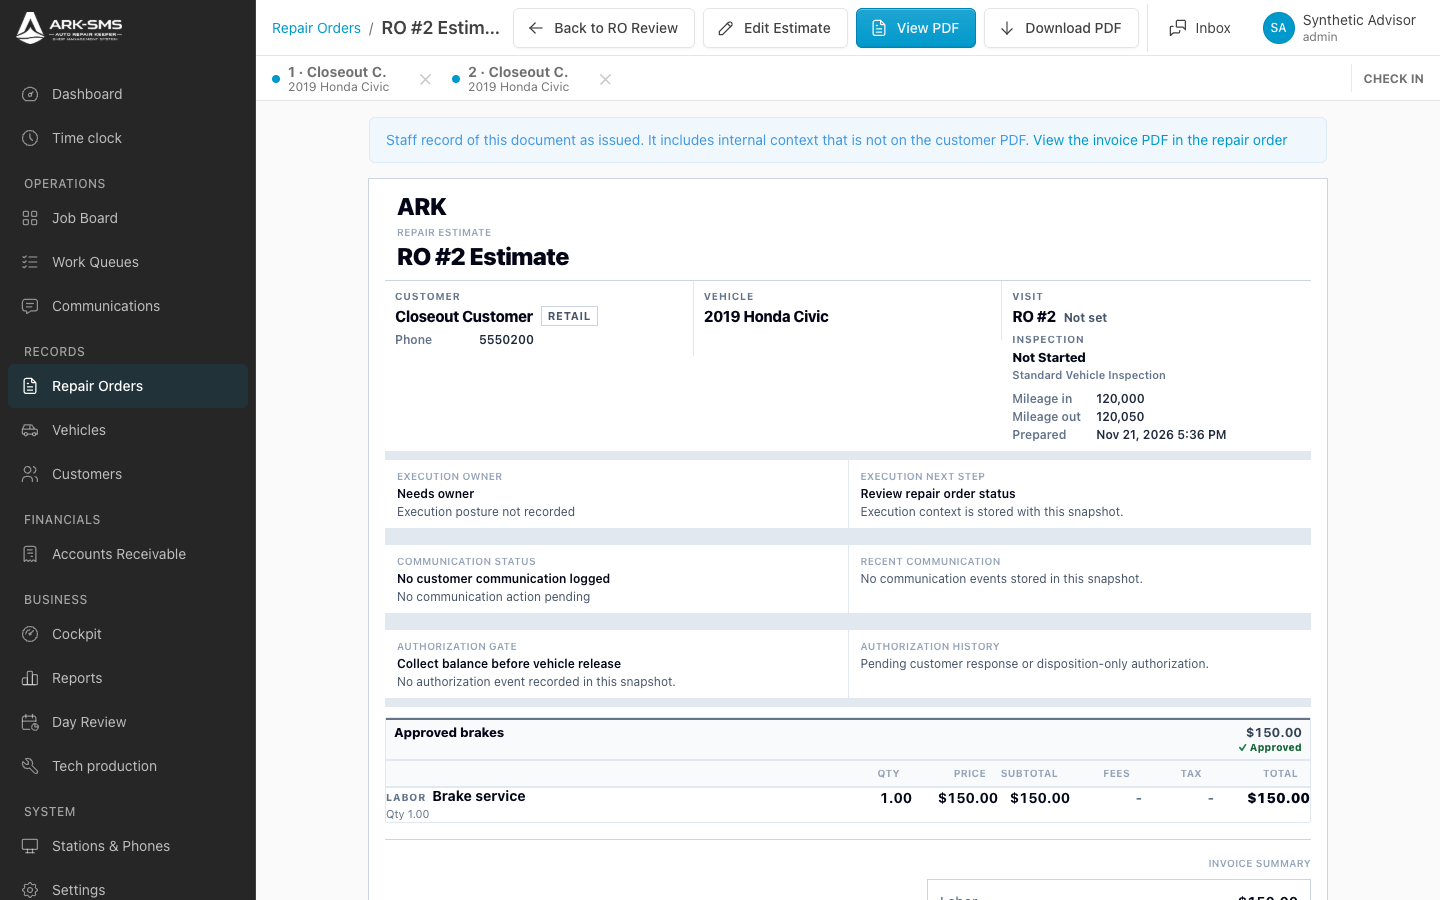 ARK-SMS
AUTO REPAIR KEEPER
SHOP MANAGEMENT SYSTEM
Dashboard
Time clock
OPERATIONS
Job Board
Work Queues
Communications
RECORDS
Repair Orders
Vehicles
Customers
FINANCIALS
Accounts Receivable
BUSINESS
Cockpit
Reports
Day Review
Tech production
SYSTEM
Stations & Phones
Settings
Repair Orders / RO #2 Estim...
Back to RO Review
Edit Estimate
View PDF
Download PDF
Inbox
SA
Synthetic Advisor
admin
1 · Closeout C.
2019 Honda Civic
2 · Closeout C.
2019 Honda Civic
CHECK IN
Staff record of this document as issued. It includes internal context that is not on the customer PDF. View the invoice PDF in the repair order
ARK
REPAIR ESTIMATE
RO #2 Estimate
CUSTOMER
Closeout Customer RETAIL
Phone 5550200
VEHICLE
2019 Honda Civic
VISIT
RO #2 Not set
INSPECTION
Not Started
Standard Vehicle Inspection
Mileage in 120,000
Mileage out 120,050
Prepared Nov 21, 2026 5:36 PM
EXECUTION OWNER
Needs owner
Execution posture not recorded
EXECUTION NEXT STEP
Review repair order status
Execution context is stored with this snapshot.
COMMUNICATION STATUS
No customer communication logged
No communication action pending
RECENT COMMUNICATION
No communication events stored in this snapshot.
AUTHORIZATION GATE
Collect balance before vehicle release
No authorization event recorded in this snapshot.
AUTHORIZATION HISTORY
Pending customer response or disposition-only authorization.
Approved brakes $150.00
✓ Approved
QTY PRICE SUBTOTAL FEES TAX TOTAL
LABOR Brake service 1.00 $150.00 $150.00 - - $150.00
Qty 1.00
INVOICE SUMMARY
Labor $150.00